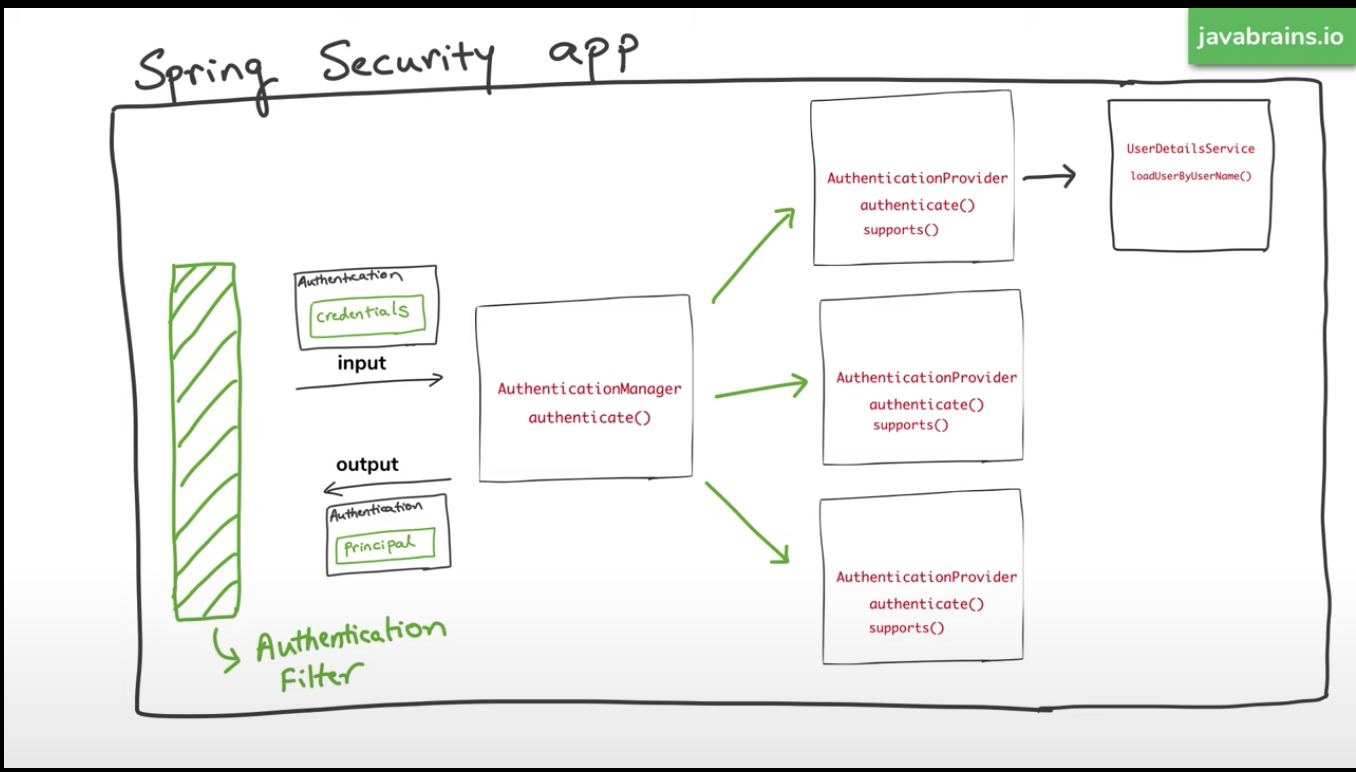 javabrains.io
Spring Security app
Authentication
credentials
input
output
Authentication
Principal
Authentication
Filter
AuthenticationManager
authenticate()
AuthenticationProvider
authenticate()
supports()
AuthenticationProvider
authenticate()
supports()
AuthenticationProvider
authenticate()
supports()
UserDetailsService
loadUserByUserName()